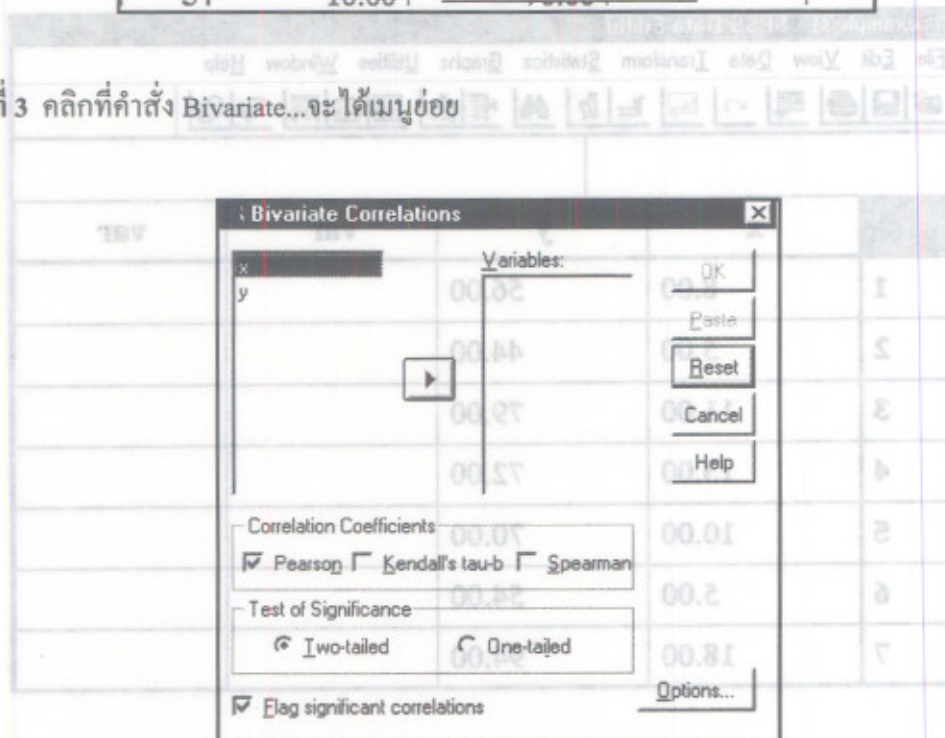 10.00
ที่ 3 คลิกที่คำสั่ง Bivariate...จะได้เมนูย่อย
Bivariate Correlations
x
y
Variables:
OK
Paste
Reset
Cancel
Help
Correlation Coefficients
Pearson Kendall's tau-b Spearman
Test of Significance
Two-tailed One-tailed
Flag significant correlations
Options...
File Edit View Data Transform Statistics Graphs Utilities Window Help
var
1 56.00
2 44.00
3 79.00
4 72.00
5 10.00 70.00
6 5.00
7 18.00